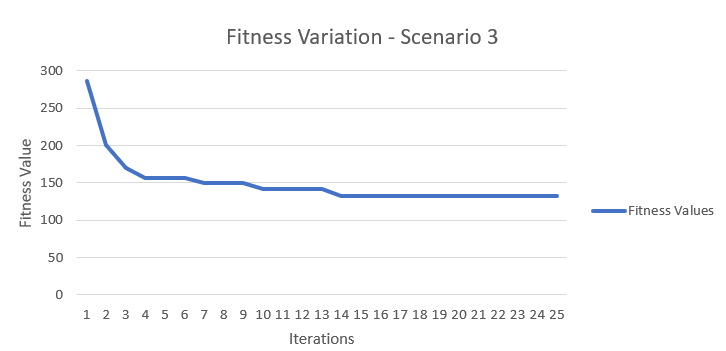 Fitness Variation - Scenario 3
300
250
200
150
100
50
0
Fitness Value
1 2 3 4 5 6 7 8 9 10 11 12 13 14 15 16 17 18 19 20 21 22 23 24 25
Iterations
Fitness Values